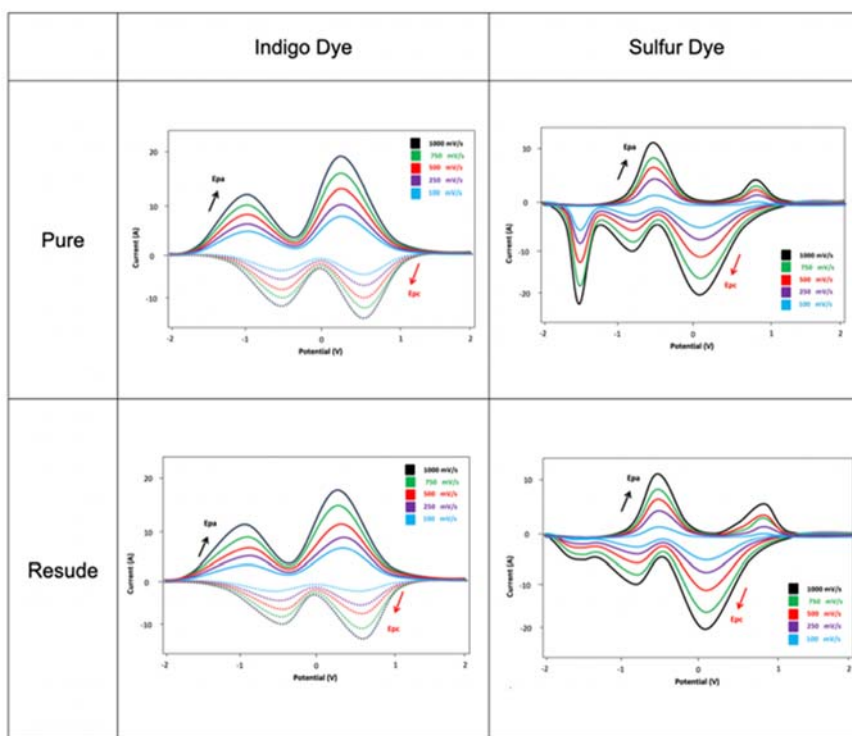 Indigo Dye
Sulfur Dye
Pure
20
10
0
-10
Current (A)
-2
-1
0
1
2
Potential (V)
Epa
Epc
1000 mV/s
750 mV/s
500 mV/s
250 mV/s
100 mV/s
10
0
-10
-20
Current (A)
-2
-1
0
1
2
Potential (V)
Epa
Epc
1000 mV/s
750 mV/s
500 mV/s
250 mV/s
100 mV/s
Resude
20
10
0
-10
Current (A)
-2
-1
0
1
2
Potential (V)
Epa
Epc
1000 mV/s
750 mV/s
500 mV/s
250 mV/s
100 mV/s
10
0
-10
-20
Current (A)
-2
-1
0
1
2
Potential (V)
Epa
Epc
1000 mV/s
750 mV/s
500 mV/s
250 mV/s
100 mV/s